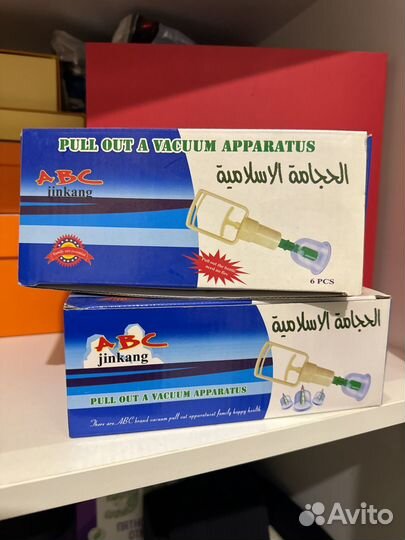 PULL OUT A VACUUM APPARATUS
ABC
jinkang
الحجامة الاسلامية
6 PCS
ABC
jinkang
الحجامة الاسلامية
PULL OUT A VACUUM APPARATUS
There are ABC brand vacuum pull out apparaturat family happy health
Avito